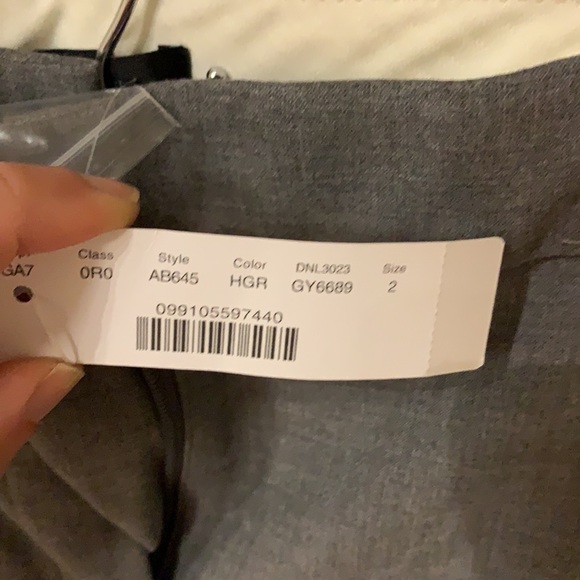 Class Style Color DNL3023 Size
GA7 0R0 AB645 HGR GY6689 2
099105597440